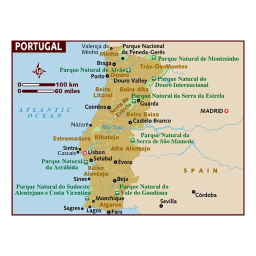 PORTUGAL
Valença do
Minho
Parque Nacional
da Peneda-Gerês
Minho
Braga
Parque Natural de Montesinho
Trás-Os-Montes
Parque Natural do Alvão
Porto
Douro
Douro Valley
Parque Natural do
Douro Internacional
0
100 km
0
60 miles
Beira
Litoral
Beira Alta
Parque Natural da Serra da Estrela
Coimbra
Serra da
Estrela
Guarda
ATLANTIC
OCEAN
Beira Baixa
MADRID
Castelo Branco
Nazaré
Rio Tejo
Estremadura
Ribatejo
Parque Natural da
Serra de São Mamede
Alto Alentejo
Sintra
Cascais
Lisbon
Setúbal
Parque Natural
da Arrábida
Évora
Baixo
Alentejo
SPAIN
Sines
Beja
Parque Natural do Sudoeste
Alentejano e Costa Vicentina
Parque Natural do
Vale do Guadiana
Córdoba
Monchique
Algarve
Sevilla
Sagres
Lagos
Faro